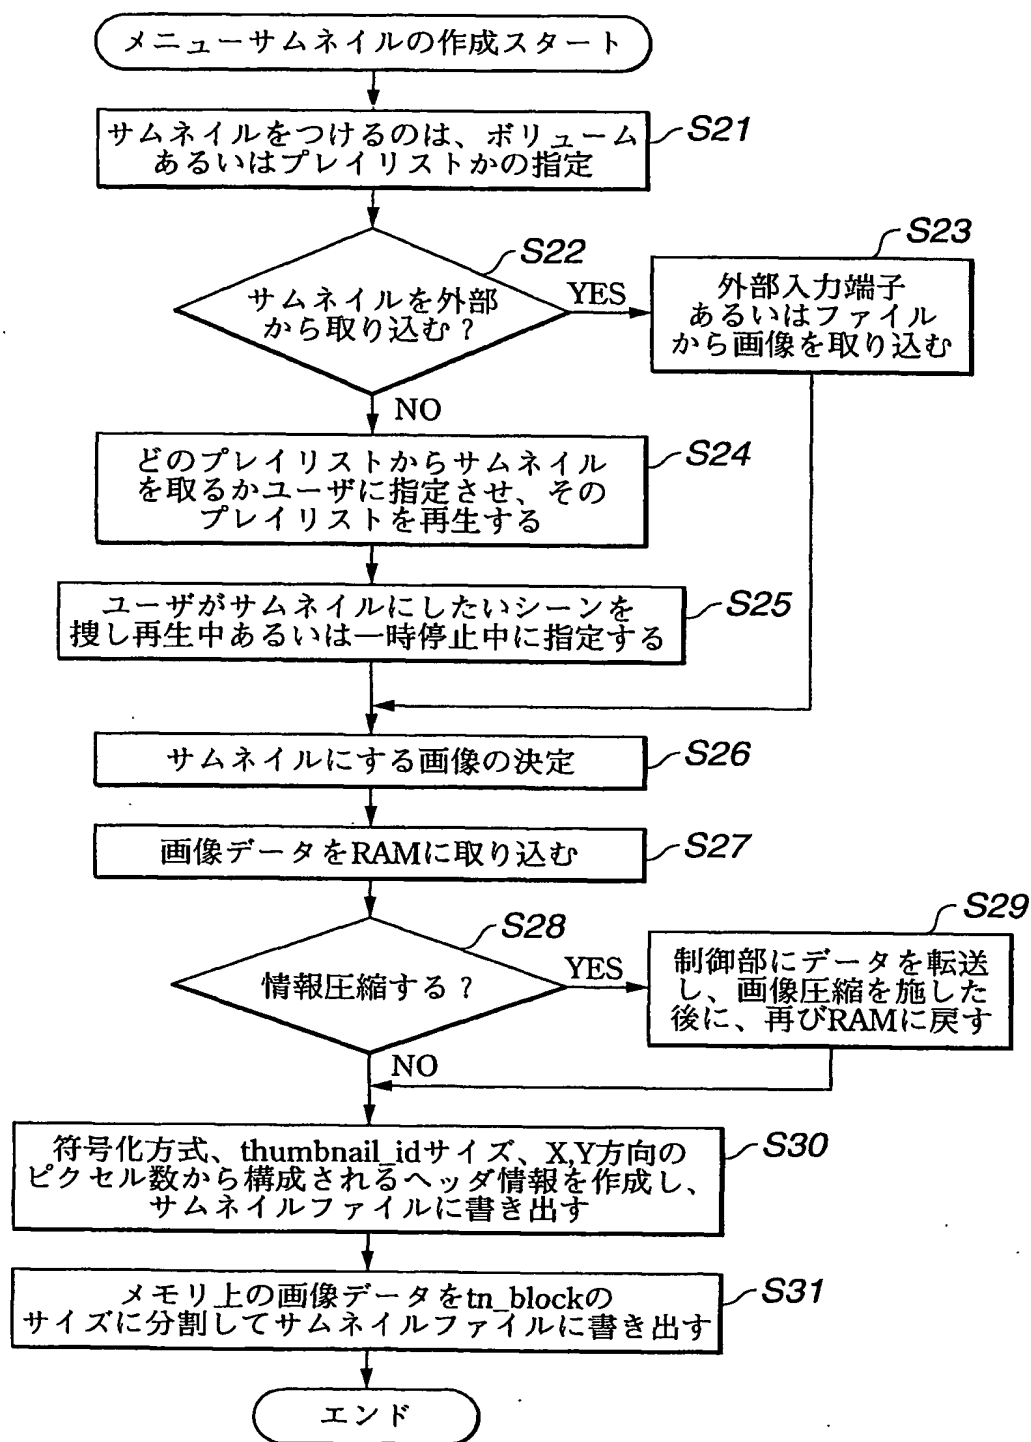 メニューサムネイルの作成スタート
サムネイルをつけるのは、ボリューム
あるいはプレイリストかの指定
S21
サムネイルを外部
から取り込む?
S22
YES
外部入力端子
あるいはファイル
から画像を取り込む
S23
NO
どのプレイリストからサムネイル
を取るかユーザに指定させ、その
プレイリストを再生する
S24
ユーザがサムネイルにしたいシーンを
捜し再生中あるいは一時停止中に指定する
S25
サムネイルにする画像の決定
S26
画像データをRAMに取り込む
S27
情報圧縮する?
S28
YES
制御部にデータを転送
し、画像圧縮を施した
後に、再びRAMに戻す
S29
NO
符号化方式、thumbnail_idサイズ、X,Y方向の
ピクセル数から構成されるヘッダ情報を作成し、
サムネイルファイルに書き出す
S30
メモリ上の画像データをtn_blockの
サイズに分割してサムネイルファイルに書き出す
S31
エンド